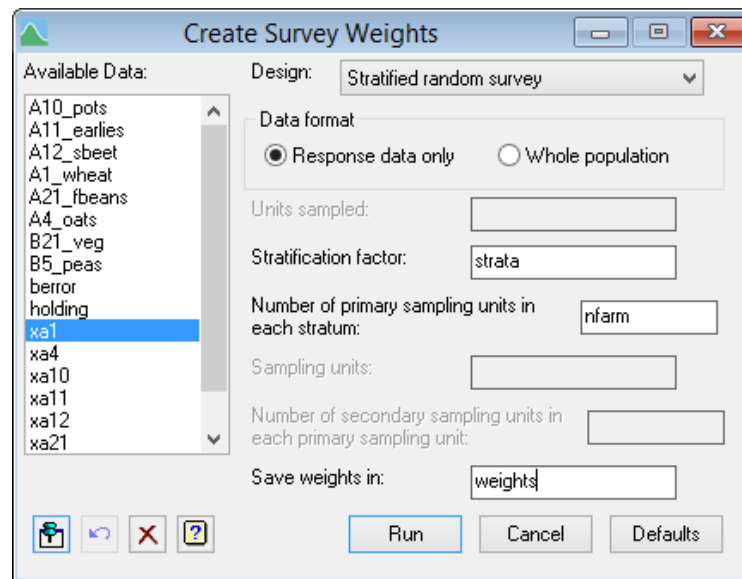 Create Survey Weights
Available Data:
A10_pots
A11_earlies
A12_sbeet
A1_wheat
A21_fbeans
A4_oats
B21_veg
B5_peas
berror
holding
xa1
xa4
xa10
xa11
xa12
xa21
Design:
Stratified random survey
Data format
Response data only
Whole population
Units sampled:
Stratification factor:
strata
Number of primary sampling units in
each stratum:
nfarm
Sampling units:
Number of secondary sampling units in
each primary sampling unit:
Save weights in:
weights
Run
Cancel
Defaults